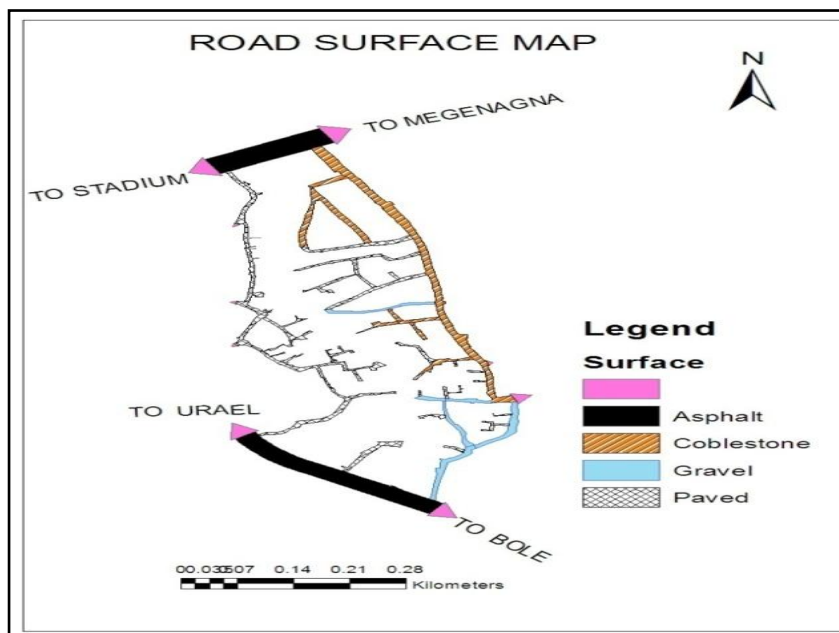 ROAD SURFACE MAP
N
TO MEGENAGNA
TO STADIUM
Legend
Surface
TO URAEL
Asphalt
Coblestone
Gravel
Paved
TO BOLE
0.14 0.21 0.28
Kilometers